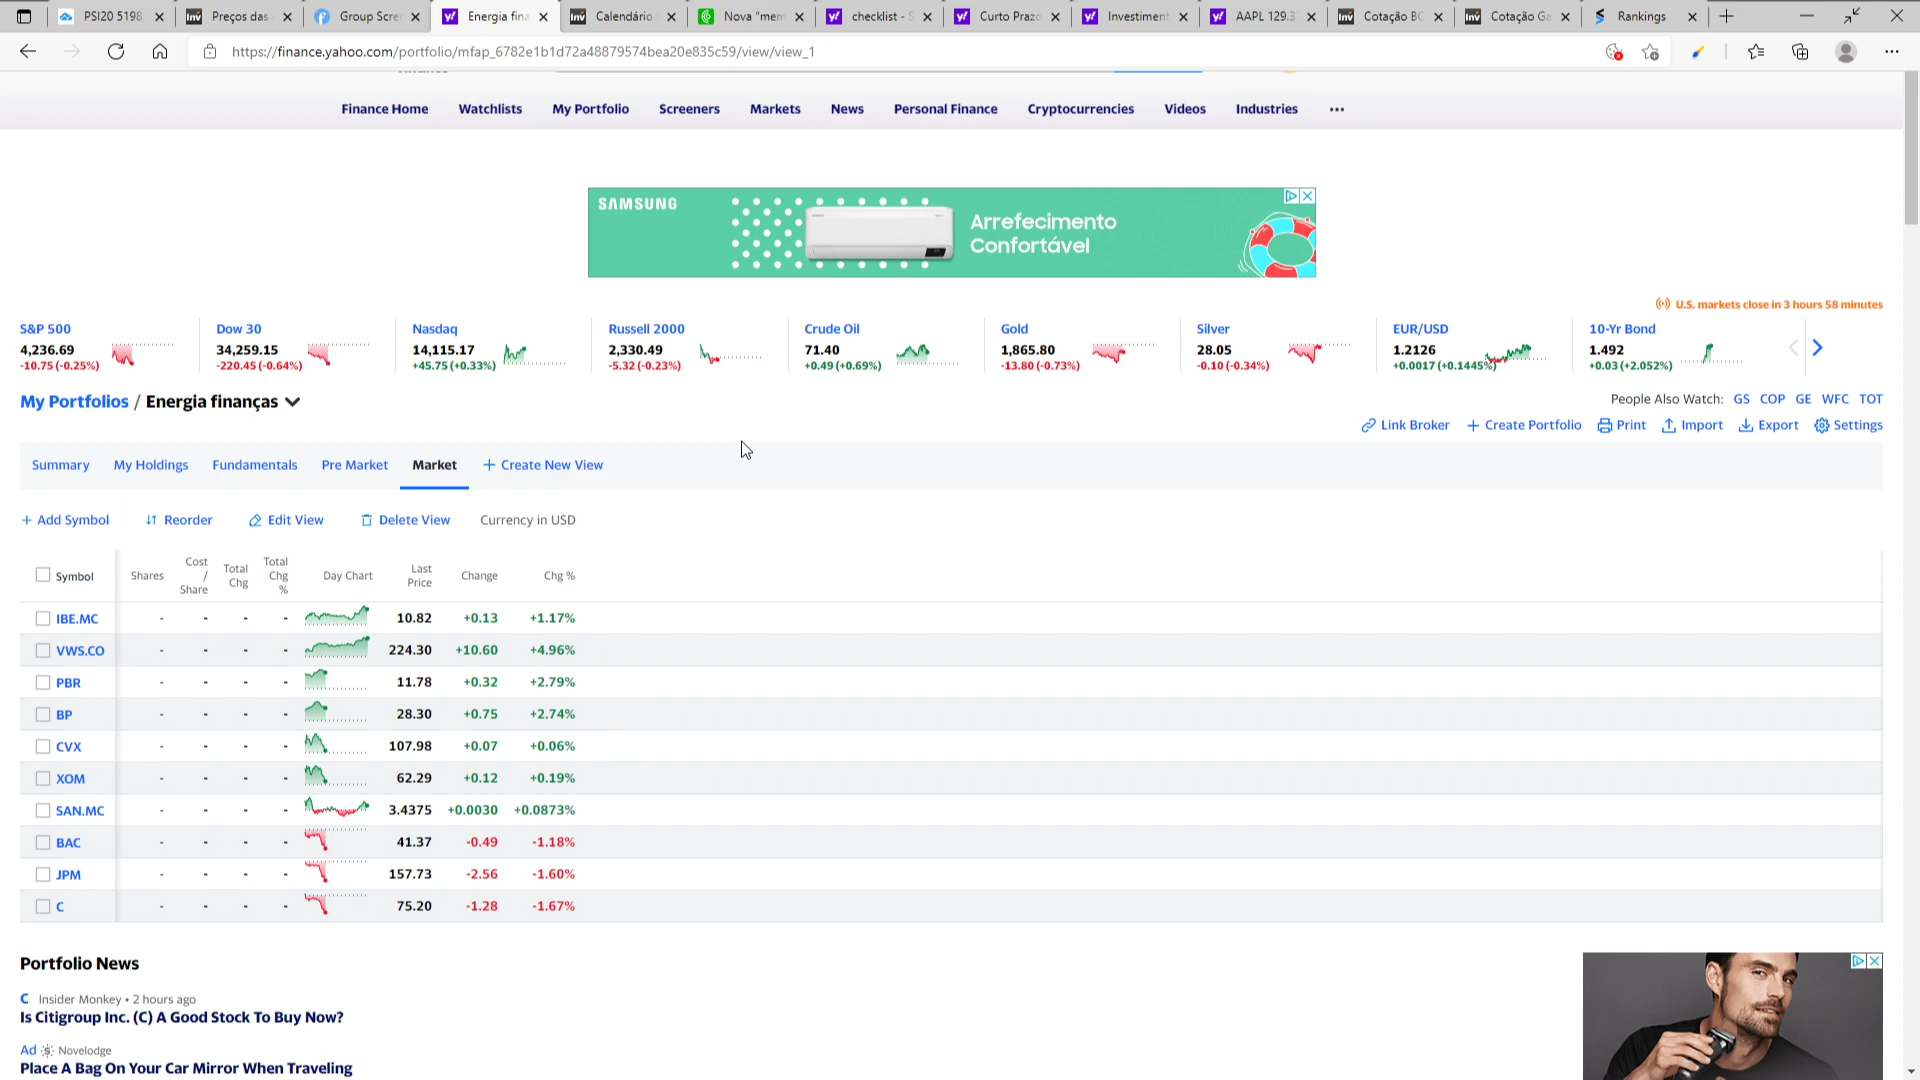 PSI20 5198
Preços das
Group Scre
Energia fina
Calendário
Nova "mem
checklist - S
Curto Prazo
Investiment
AAPL 129.3
Cotação BC
Cotação Ga
Rankings
https://finance.yahoo.com/portfolio/mfap_6782e1b1d72a48879574bea20e835c59/view/view_1
Finance Home Watchlists My Portfolio Screeners Markets News Personal Finance Cryptocurrencies Videos Industries ...
SAMSUNG
Arrefecimento
Confortável
U.S. markets close in 3 hours 58 minutes
S&P 500
4,236.69
-10.75 (-0.25%)
Dow 30
34,259.15
-220.45 (-0.64%)
Nasdaq
14,115.17
+45.75 (+0.33%)
Russell 2000
2,330.49
-5.32 (-0.23%)
Crude Oil
71.40
+0.49 (+0.69%)
Gold
1,865.80
-13.80 (-0.73%)
Silver
28.05
-0.10 (-0.34%)
EUR/USD
1.2126
+0.0017 (+0.1445%)
10-Yr Bond
1.492
+0.03 (+2.052%)
My Portfolios / Energia finanças
People Also Watch: GS COP GE WFC TOT
Link Broker + Create Portfolio Print Import Export Settings
Summary My Holdings Fundamentals Pre Market Market + Create New View
+ Add Symbol Reorder Edit View Delete View Currency in USD
Symbol Shares Cost / Share Total Chg Total Chg % Day Chart Last Price Change Chg %
IBE.MC - - - - 10.82 +0.13 +1.17%
VWS.CO - - - - 224.30 +10.60 +4.96%
PBR - - - - 11.78 +0.32 +2.79%
BP - - - - 28.30 +0.75 +2.74%
CVX - - - - 107.98 +0.07 +0.06%
XOM - - - - 62.29 +0.12 +0.19%
SAN.MC - - - - 3.4375 +0.0030 +0.0873%
BAC - - - - 41.37 -0.49 -1.18%
JPM - - - - 157.73 -2.56 -1.60%
C - - - - 75.20 -1.28 -1.67%
Portfolio News
C Insider Monkey • 2 hours ago
Is Citigroup Inc. (C) A Good Stock To Buy Now?
Ad Novelodge
Place A Bag On Your Car Mirror When Traveling